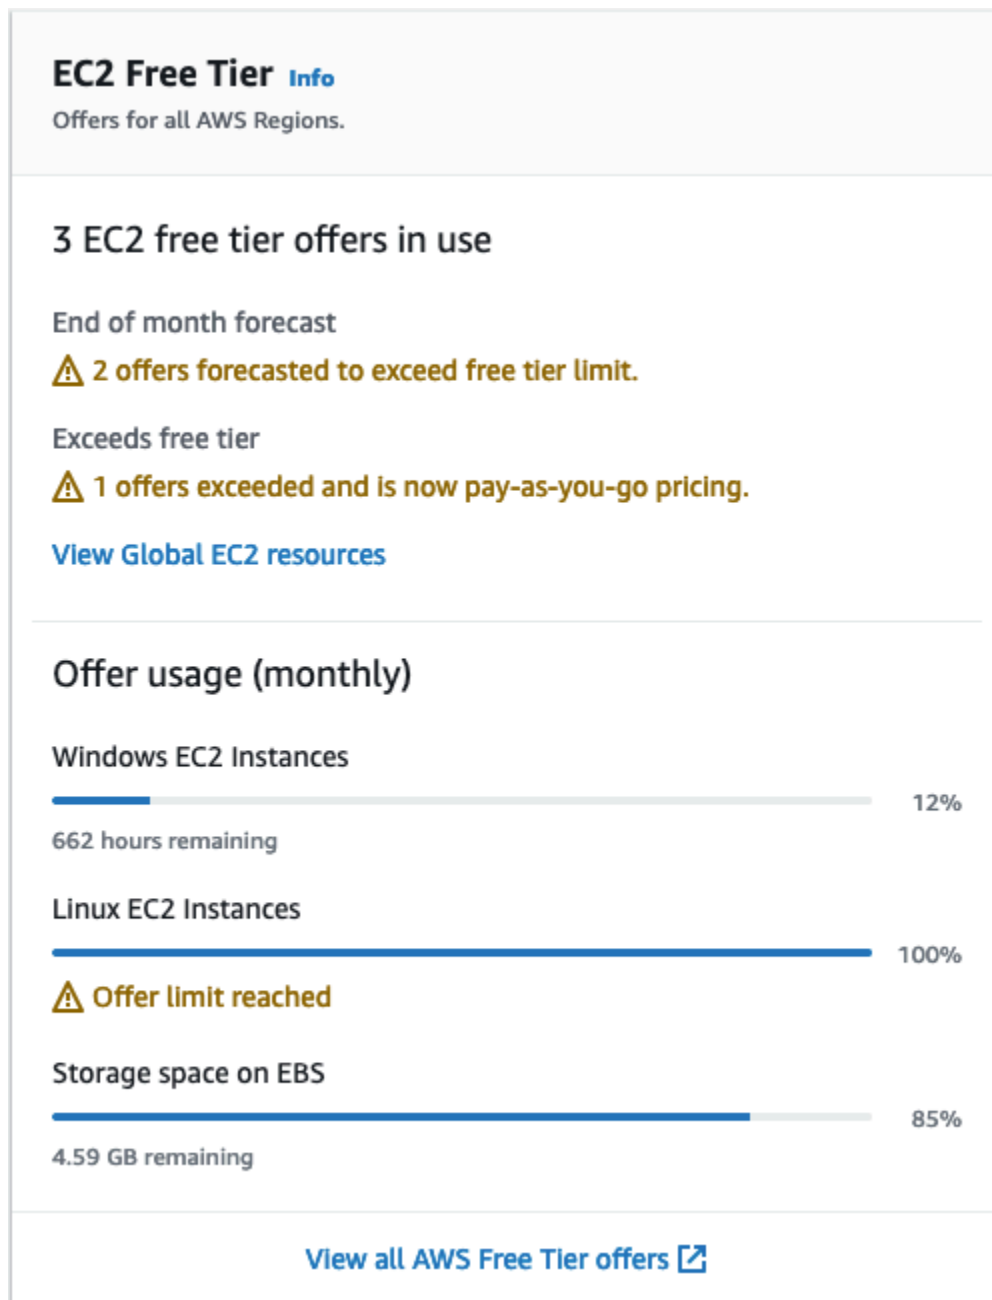 EC2 Free Tier Info
Offers for all AWS Regions.
3 EC2 free tier offers in use
End of month forecast
2 offers forecasted to exceed free tier limit.
Exceeds free tier
1 offers exceeded and is now pay-as-you-go pricing.
View Global EC2 resources
Offer usage (monthly)
Windows EC2 Instances
12%
662 hours remaining
Linux EC2 Instances
100%
Offer limit reached
Storage space on EBS
85%
4.59 GB remaining
View all AWS Free Tier offers